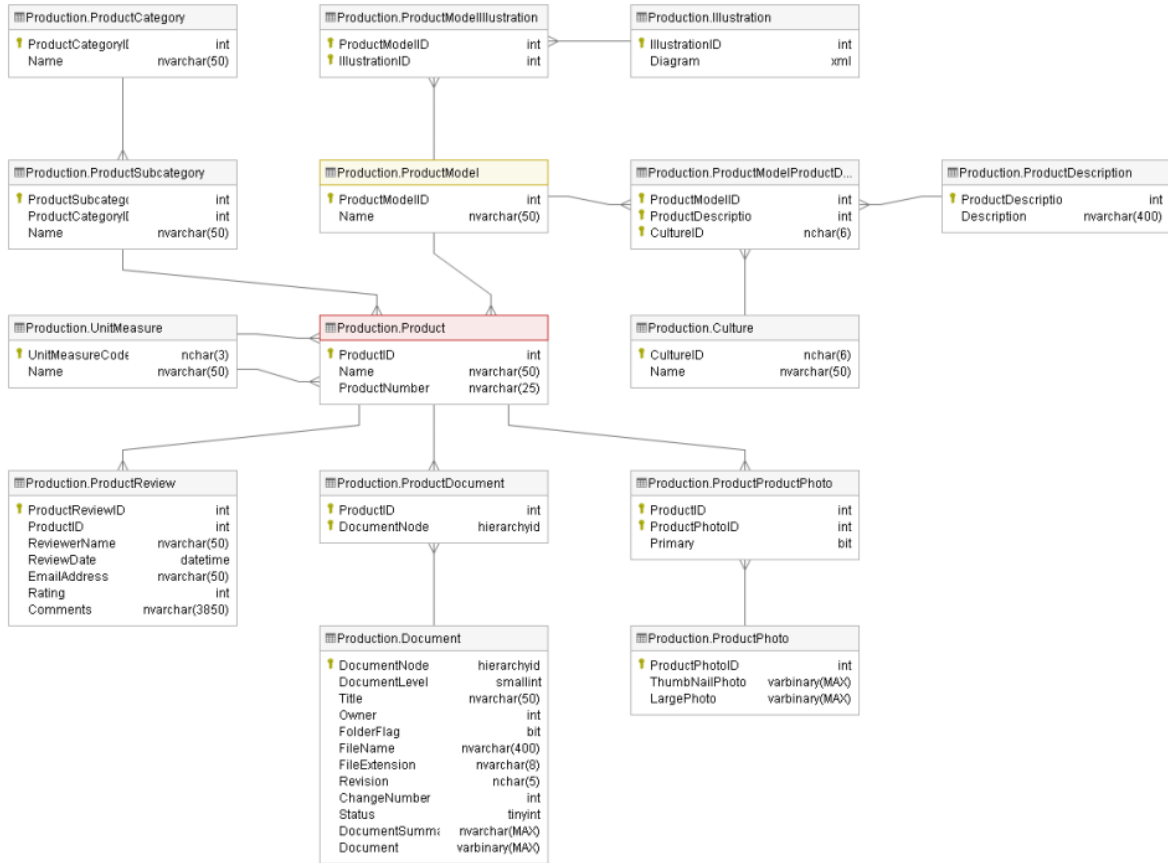 Production.ProductCategory
ProductCategoryI int
Name nvarchar(50)
Production.ProductModelIllustration
ProductModelID int
IllustrationID int
Production.Illustration
IllustrationID int
Diagram xml
Production.ProductSubcategory
ProductSubcatego int
ProductCategoryI int
Name nvarchar(50)
Production.ProductModel
ProductModelID int
Name nvarchar(50)
Production.ProductModelProductD...
ProductModelID int
ProductDescriptio int
CultureID nchar(6)
Production.ProductDescription
ProductDescriptio int
Description nvarchar(400)
Production.UnitMeasure
UnitMeasureCode nchar(3)
Name nvarchar(50)
Production.Product
ProductID int
Name nvarchar(50)
ProductNumber nvarchar(25)
Production.Culture
CultureID nchar(6)
Name nvarchar(50)
Production.ProductReview
ProductReviewID int
ProductID int
ReviewerName nvarchar(50)
ReviewDate datetime
EmailAddress nvarchar(50)
Rating int
Comments nvarchar(3850)
Production.ProductDocument
ProductID int
DocumentNode hierarchyid
Production.ProductProductPhoto
ProductID int
ProductPhotoID int
Primary bit
Production.Document
DocumentNode hierarchyid
DocumentLevel smallint
Title nvarchar(50)
Owner int
FolderFlag bit
FileName nvarchar(400)
FileExtension nvarchar(8)
Revision nchar(5)
ChangeNumber int
Status tinyint
DocumentSumma nvarchar(MAX)
Document varbinary(MAX)
Production.ProductPhoto
ProductPhotoID int
ThumbNailPhoto varbinary(MAX)
LargePhoto varbinary(MAX)